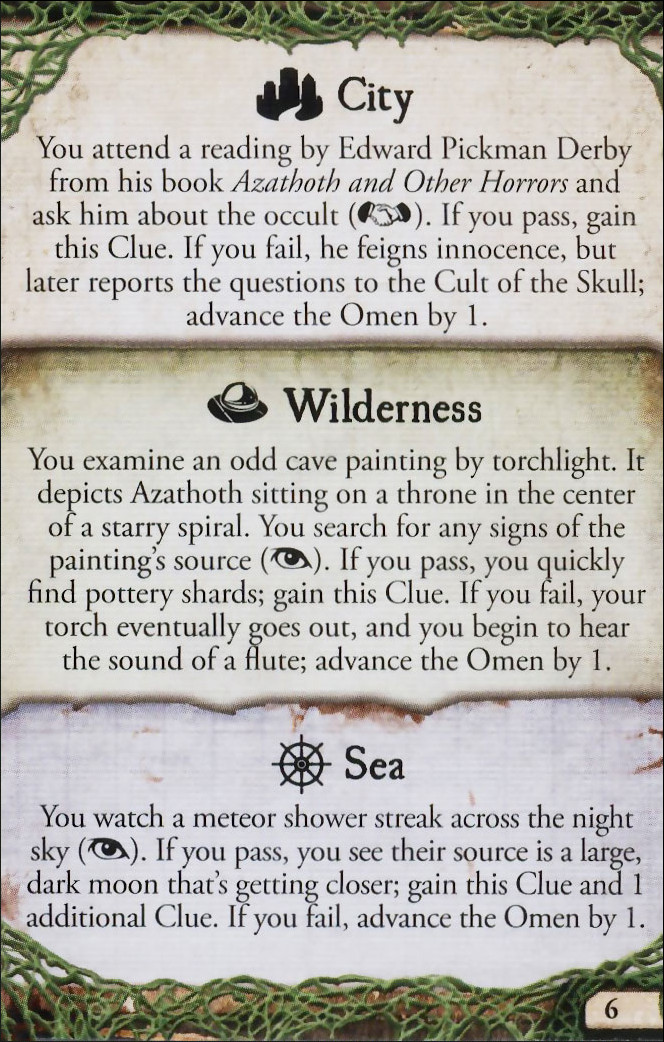 City
You attend a reading by Edward Pickman Derby
from his book Azathoth and Other Horrors and
ask him about the occult ( ). If you pass, gain
this Clue. If you fail, he feigns innocence, but
later reports the questions to the Cult of the Skull;
advance the Omen by 1.
Wilderness
You examine an odd cave painting by torchlight. It
depicts Azathoth sitting on a throne in the center
of a starry spiral. You search for any signs of the
painting's source ( ). If you pass, you quickly
find pottery shards; gain this Clue. If you fail, your
torch eventually goes out, and you begin to hear
the sound of a flute; advance the Omen by 1.
Sea
You watch a meteor shower streak across the night
sky ( ). If you pass, you see their source is a large,
dark moon that's getting closer; gain this Clue and 1
additional Clue. If you fail, advance the Omen by 1.
6